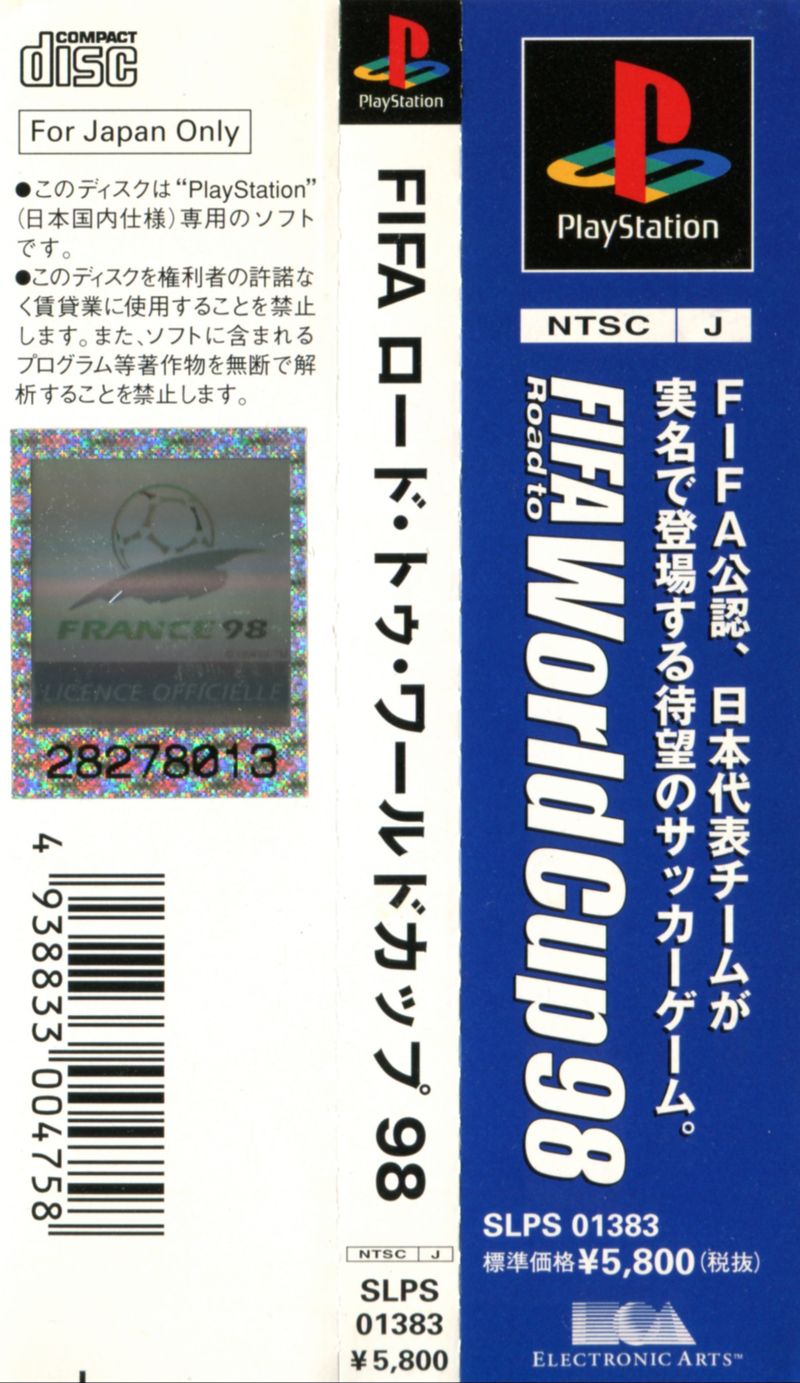 COMPACT
disc
For Japan Only
●このディスクは“PlayStation”
（日本国内仕様）専用のソフト
です。
●このディスクを権利者の許諾な
く賃貸業に使用することを禁止
します。また、ソフトに含まれる
プログラム等著作物を無断で解
析することを禁止します。
FRANCE 98
LICENCE OFFICIELLE
28278013
4 938833 004758
PlayStation
FIFA ロード・トゥ・ワールドカップ 98
NTSC J
SLPS
01383
¥5,800
PlayStation
NTSC J
FIFA公認、日本代表チームが
実名で登場する待望のサッカーゲーム。
FIFA
Road to
World Cup 98
SLPS 01383
標準価格¥5,800（税抜）
EA
ELECTRONIC ARTS™